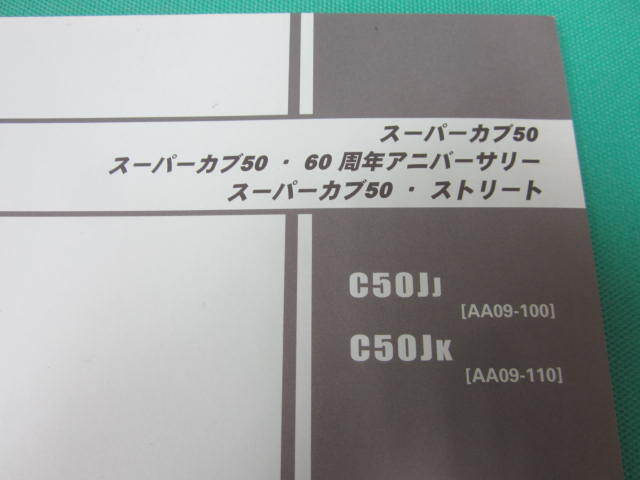 スーパーカブ50
スーパーカブ50 ・ 60 周年アニバーサリー
スーパーカブ50 ・ ストリート
C50JJ
[AA09-100]
C50JK
[AA09-110]